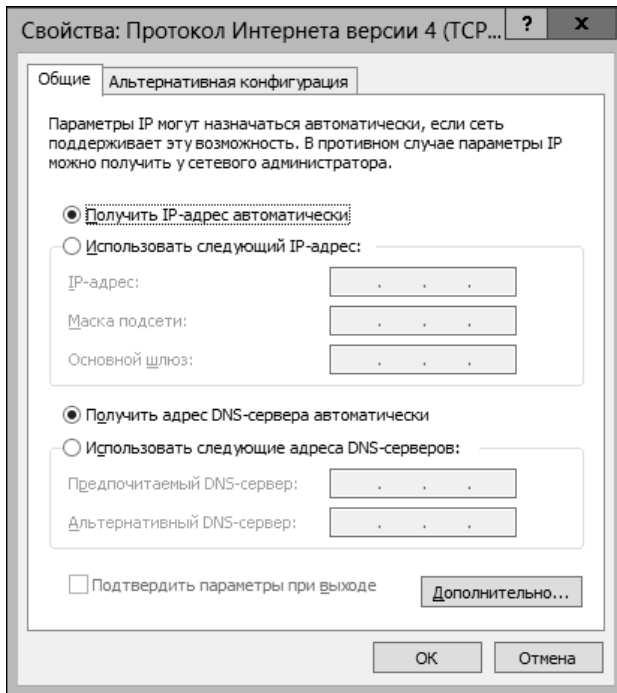 Свойства: Протокол Интернета версии 4 (TCP... ? x
Общие Альтернативная конфигурация
Параметры IP могут назначаться автоматически, если сеть
поддерживает эту возможность. В противном случае параметры IP
можно получить у сетевого администратора.
Получить IP-адрес автоматически
Использовать следующий IP-адрес:
IP-адрес: . . .
Маска подсети: . . .
Основной шлюз: . . .
Получить адрес DNS-сервера автоматически
Использовать следующие адреса DNS-серверов:
Предпочитаемый DNS-сервер: . . .
Альтернативный DNS-сервер: . . .
Подтвердить параметры при выходе
Дополнительно...
ОК Отмена